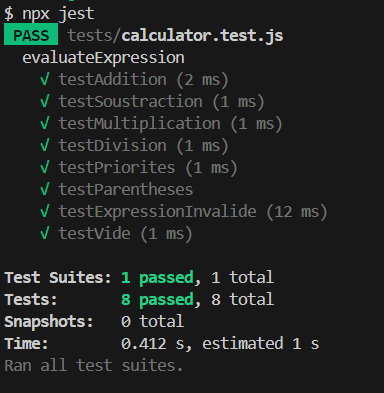 $ npx jest
PASS tests/calculator.test.js
evaluateExpression
√ testAddition (2 ms)
√ testSoustraction (1 ms)
√ testMultiplication (1 ms)
√ testDivision (1 ms)
√ testPriorites (1 ms)
√ testParentheses
√ testExpressionInvalide (12 ms)
√ testVide (1 ms)
Test Suites: 1 passed, 1 total
Tests: 8 passed, 8 total
Snapshots: 0 total
Time: 0.412 s, estimated 1 s
Ran all test suites.